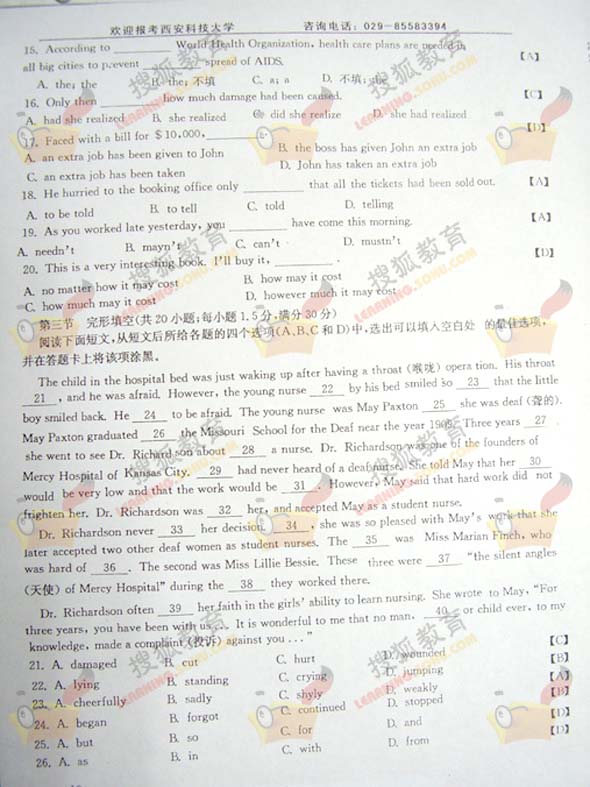 欢迎报考西安科技大学 咨询电话：029-85583394
15. According to ________ World Health Organization, health care plans are needed in
all big cities to prevent ________ spread of AIDS. 【A】
A. the; the B. the; 不填 C. a; a D. 不填; the
16. Only then ________ how much damage had been caused. 【C】
A. had she realized B. she realized C. did she realize D. she had realized
17. Faced with a bill for $10,000, ________ 【D】
A. an extra job has been given to John B. the boss has given John an extra job
C. an extra job has been taken D. John has taken an extra job
18. He hurried to the booking office only ________ that all the tickets had been sold out. 【A】
A. to be told B. to tell C. told D. telling
19. As you worked late yesterday, you ________ have come this morning. 【A】
A. needn't B. mayn't C. can't D. mustn't
20. This is a very interesting book. I'll buy it, ________. 【D】
A. no matter how it may cost B. how may it cost
C. how much may it cost D. however much it may cost
第三节 完形填空(共20小题;每小题1.5分,满分30分)
阅读下面短文,从短文后所给各题的四个选项(A、B、C和D)中,选出可以填入空白处 的最佳选项,
并在答题卡上将该项涂黑。
The child in the hospital bed was just waking up after having a throat (喉咙) opera tion. His throat
21 , and he was afraid. However, the young nurse 22 by his bed smiled so 23 that the little
boy smiled back. He 24 to be afraid. The young nurse was May Paxton 25 she was deaf (聋的).
May Paxton graduated 26 the Missouri School for the Deaf near the year 1909. Three years 27
she went to see Dr. Richard son about 28 a nurse. Dr. Richardson was one of the founders of
Mercy Hospital of Kansas City. 29 had never heard of a deaf nurse. She told May that her 30
would be very low and that the work would be 31 . However, May said that hard work did not
frighten her. Dr. Richardson was 32 her, and accepted May as a student nurse.
Dr. Richardson never 33 her decision. 34 , she was so pleased with May's work that she
later accepted two other deaf women as student nurses. The 35 was Miss Marian Finch, who
was hard of 36 . The second was Miss Lillie Bessie. These three were 37 "the silent angels
(天使) of Mercy Hospital" during the 38 they worked there.
Dr. Richardson often 39 her faith in the girls' ability to learn nursing. She wrote to May, "For
three years, you have been with us ... It is wonderful to me that no man, 40 or child ever, to my
knowledge, made a complaint (投诉) against you ..."
21. A. damaged B. cut C. hurt D. wounded 【C】
22. A. lying B. standing C. crying D. jumping 【B】
23. A. cheerfully B. sadly C. shyly D. weakly 【A】
24. A. began B. forgot C. continued D. stopped 【D】
25. A. but B. so C. for D. and 【D】
26. A. as B. in C. with D. from 【D】
搜狐教育
LEARNING.SOHU.COM